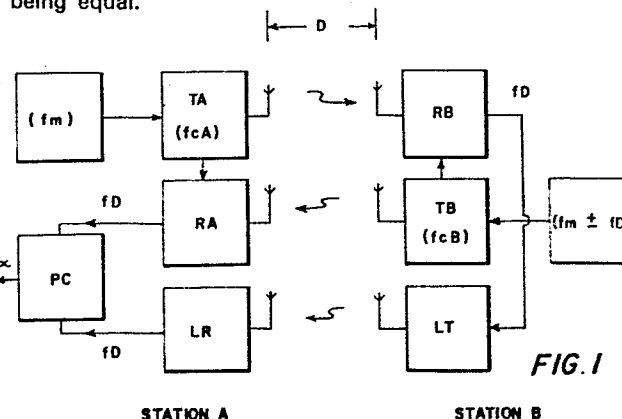 being equal.
D
(fm)
TA
(fcA)
RB
fD
fD
RA
TB
(fcB)
(fm ± fD
PC
∝
LR
LT
fD
FIG. I
STATION A
STATION B